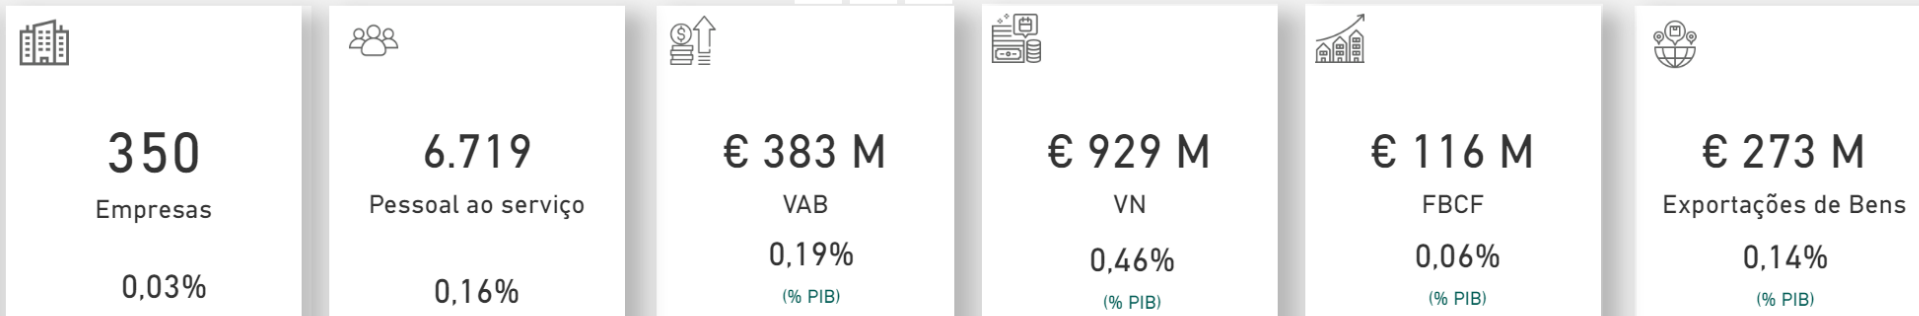 350
Empresas
0,03%
6.719
Pessoal ao serviço
0,16%
€ 383 M
VAB
0,19%
(% PIB)
€ 929 M
VN
0,46%
(% PIB)
€ 116 M
FBCF
0,06%
(% PIB)
€ 273 M
Exportações de Bens
0,14%
(% PIB)